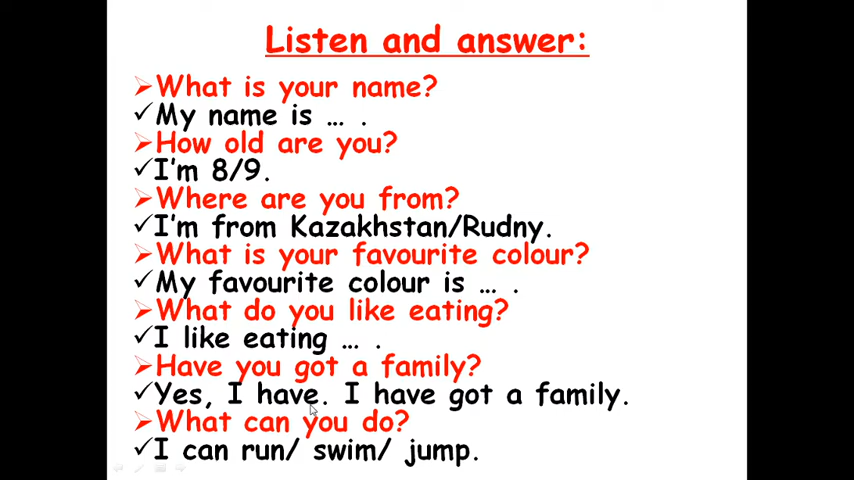 Listen and answer:
What is your name?
My name is … .
How old are you?
I'm 8/9.
Where are you from?
I'm from Kazakhstan/Rudny.
What is your favourite colour?
My favourite colour is … .
What do you like eating?
I like eating … .
Have you got a family?
Yes, I have. I have got a family.
What can you do?
I can run/ swim/ jump.